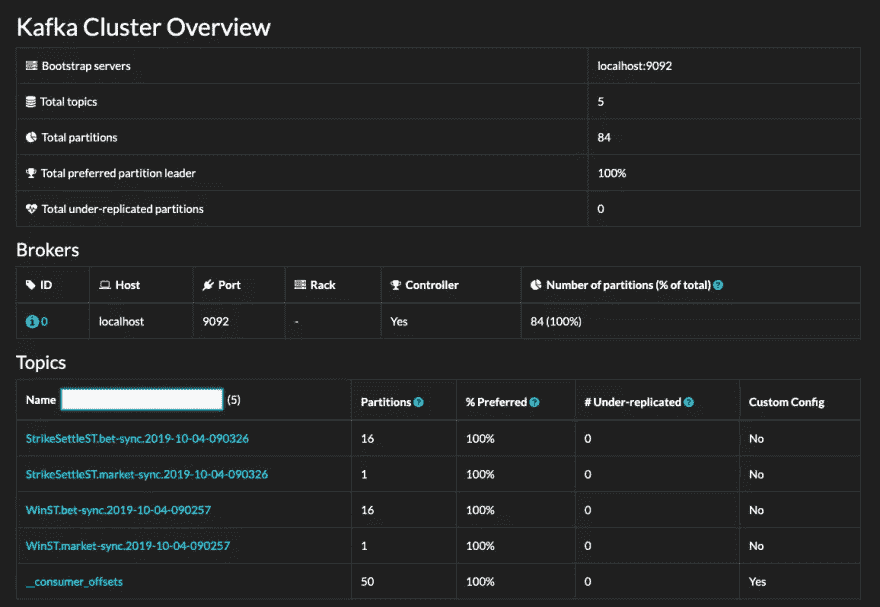 Kafka Cluster Overview
Bootstrap servers localhost:9092
Total topics 5
Total partitions 84
Total preferred partition leader 100%
Total under-replicated partitions 0
Brokers
ID Host Port Rack Controller Number of partitions (% of total)
0 localhost 9092 - Yes 84 (100%)
Topics
Name (5) Partitions % Preferred # Under-replicated Custom Config
StrikeSettleST.bet-sync.2019-10-04-090326 16 100% 0 No
StrikeSettleST.market-sync.2019-10-04-090326 1 100% 0 No
WinST.bet-sync.2019-10-04-090257 16 100% 0 No
WinST.market-sync.2019-10-04-090257 1 100% 0 No
__consumer_offsets 50 100% 0 Yes